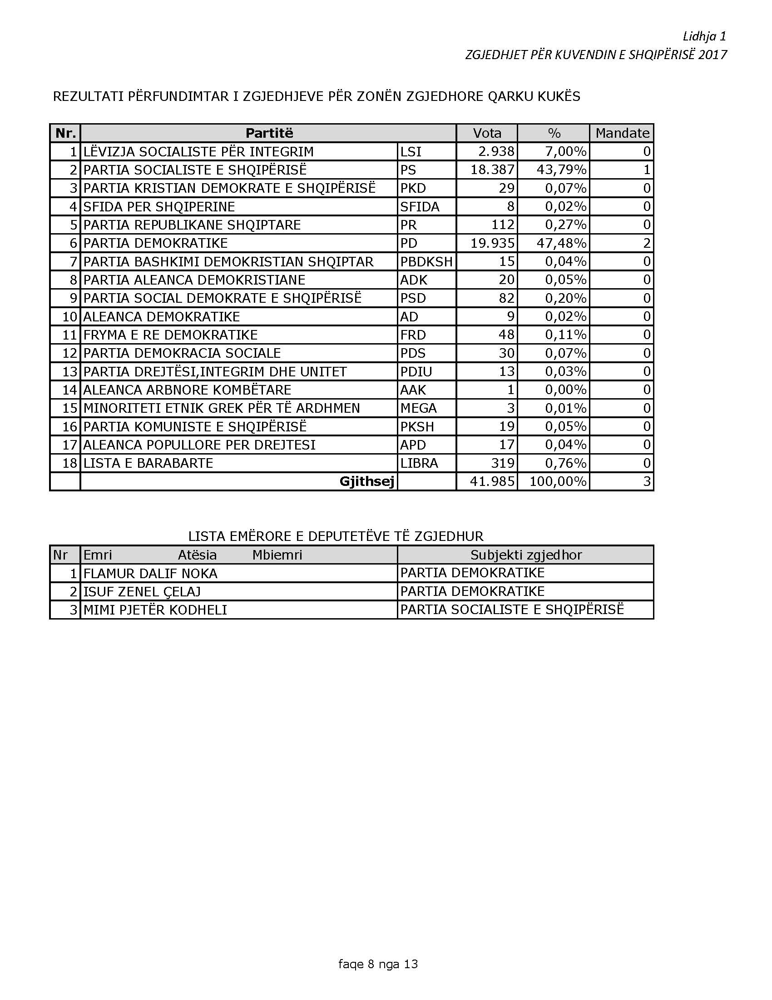 Lidhja 1
ZGJEDHJET PËR KUVENDIN E SHQIPËRISË 2017
REZULTATI PËRFUNDIMTAR I ZGJEDHJEVE PËR ZONËN ZGJEDHORE QARKU KUKËS
Nr. Partitë Vota % Mandate
1 LËVIZJA SOCIALISTE PËR INTEGRIM LSI 2.938 7,00% 0
2 PARTIA SOCIALISTE E SHQIPËRISË PS 18.387 43,79% 1
3 PARTIA KRISTIAN DEMOKRATE E SHQIPËRISË PKD 29 0,07% 0
4 SFIDA PER SHQIPERINE SFIDA 8 0,02% 0
5 PARTIA REPUBLIKANE SHQIPTARE PR 112 0,27% 0
6 PARTIA DEMOKRATIKE PD 19.935 47,48% 2
7 PARTIA BASHKIMI DEMOKRISTIAN SHQIPTAR PBDKSH 15 0,04% 0
8 PARTIA ALEANCA DEMOKRISTIANE ADK 20 0,05% 0
9 PARTIA SOCIAL DEMOKRATE E SHQIPËRISË PSD 82 0,20% 0
10 ALEANCA DEMOKRATIKE AD 9 0,02% 0
11 FRYMA E RE DEMOKRATIKE FRD 48 0,11% 0
12 PARTIA DEMOKRACIA SOCIALE PDS 30 0,07% 0
13 PARTIA DREJTËSI,INTEGRIM DHE UNITET PDIU 13 0,03% 0
14 ALEANCA ARBNORE KOMBËTARE AAK 1 0,00% 0
15 MINORITETI ETNIK GREK PËR TË ARDHMEN MEGA 3 0,01% 0
16 PARTIA KOMUNISTE E SHQIPËRISË PKSH 19 0,05% 0
17 ALEANCA POPULLORE PER DREJTESI APD 17 0,04% 0
18 LISTA E BARABARTE LIBRA 319 0,76% 0
Gjithsej 41.985 100,00% 3
LISTA EMËRORE E DEPUTETËVE TË ZGJEDHUR
Nr Emri Atësia Mbiemri Subjekti zgjedhor
1 FLAMUR DALIF NOKA PARTIA DEMOKRATIKE
2 ISUF ZENEL ÇELAJ PARTIA DEMOKRATIKE
3 MIMI PJETËR KODHELI PARTIA SOCIALISTE E SHQIPËRISË
faqe 8 nga 13